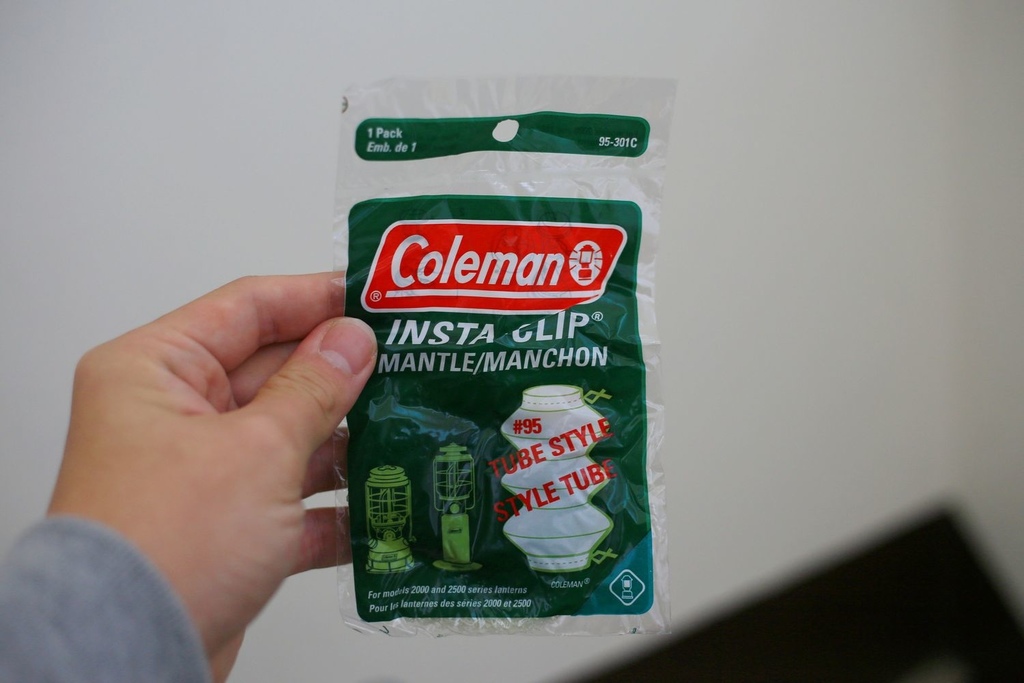 1 Pack
Emb. de 1
95-301C
Coleman
®
INSTA CLIP®
MANTLE/MANCHON
#95
TUBE STYLE
STYLE TUBE
COLEMAN®
For models 2000 and 2500 series lanterns
Pour les lanternes des séries 2000 et 2500